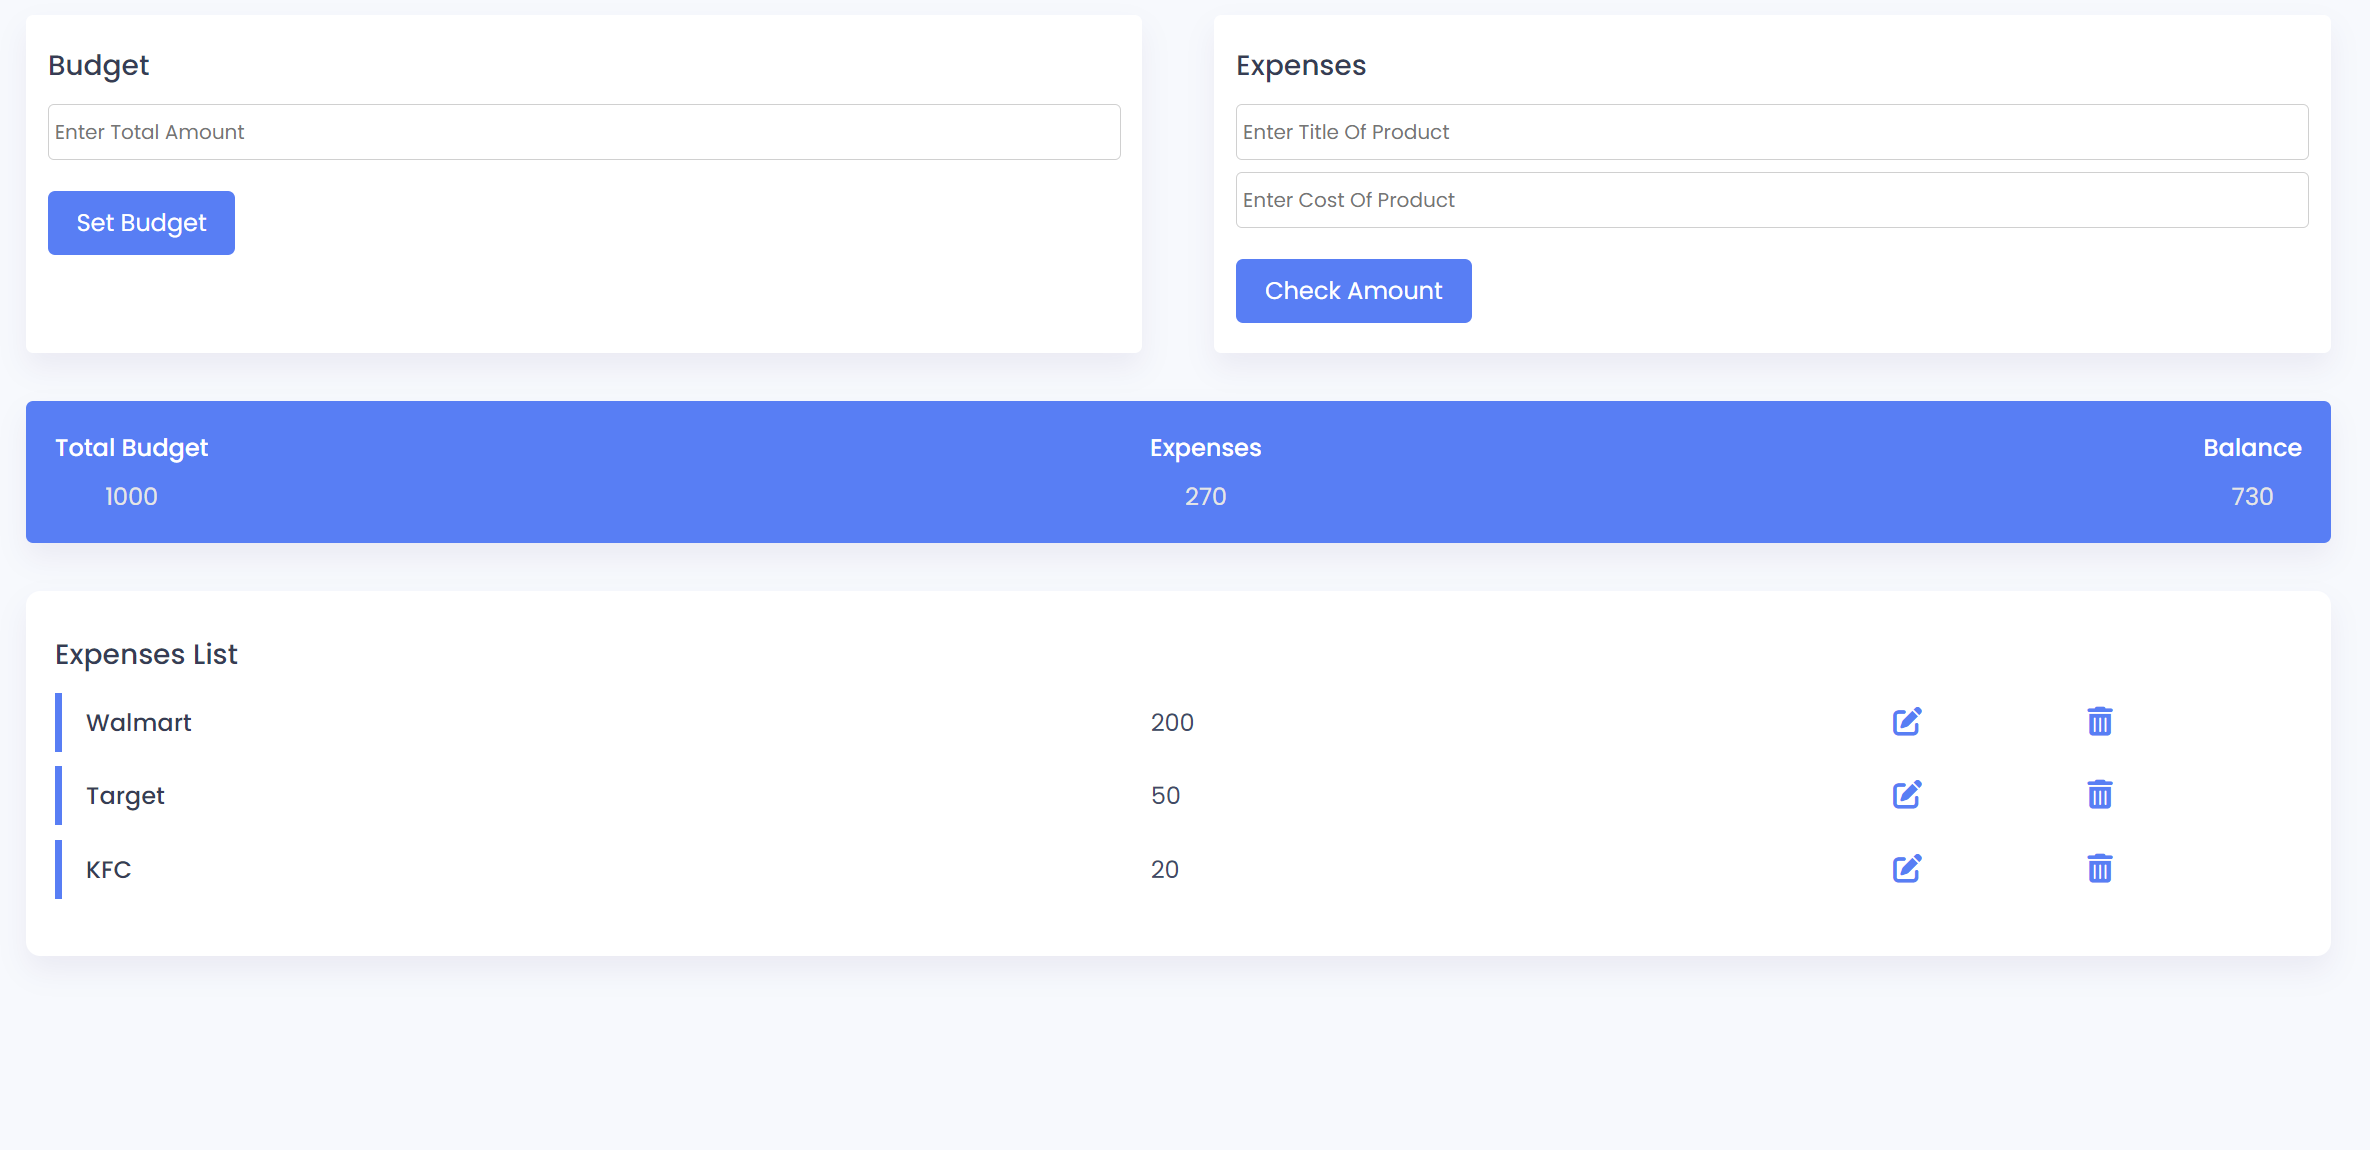 Budget
Enter Total Amount
Set Budget
Expenses
Enter Title Of Product
Enter Cost Of Product
Check Amount
Total Budget
1000
Expenses
270
Balance
730
Expenses List
Walmart 200
Target 50
KFC 20